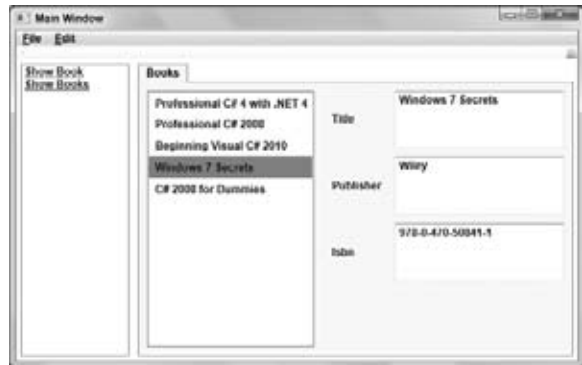 Main Window
File Edit
Show Book
Show Books
Books
Professional C# 4 with .NET 4
Professional C# 2008
Beginning Visual C# 2010
Windows 7 Secrets
C# 2008 for Dummies
Title
Windows 7 Secrets
Publisher
Wiley
Isbn
978-0-470-50841-1